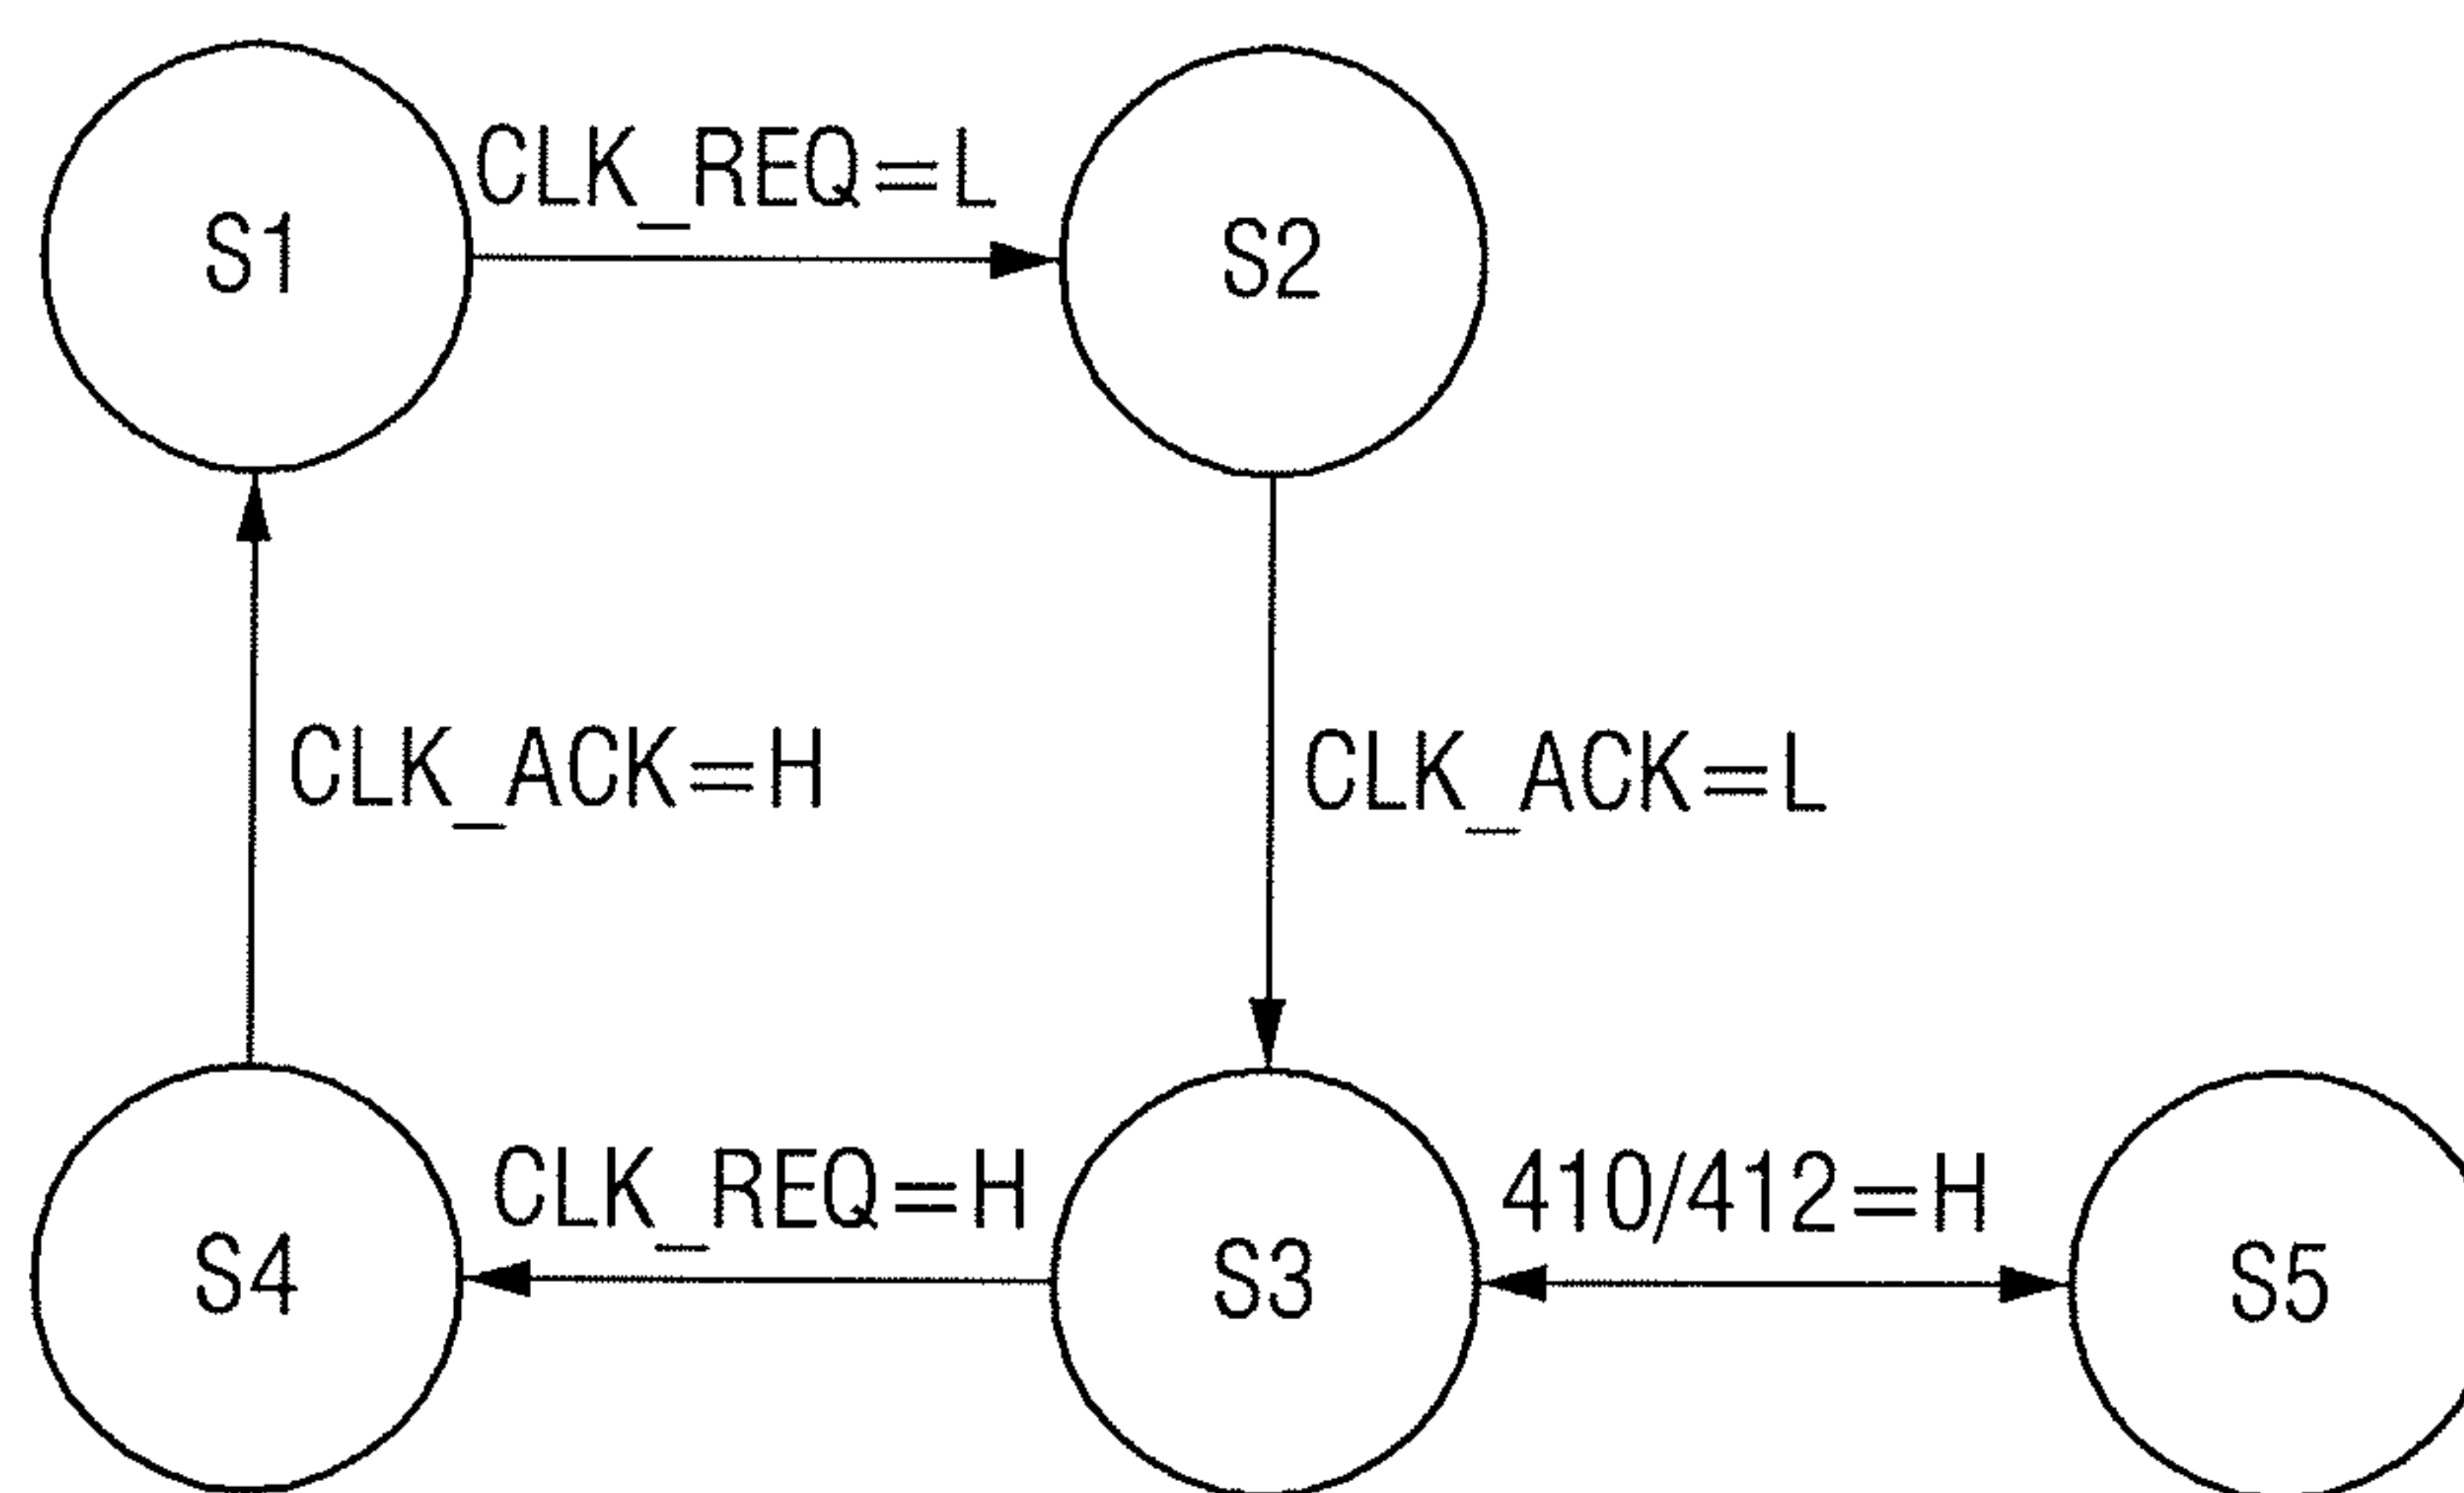 CLK_REQ=L
S1
S2
CLK_ACK=H
CLK_ACK=L
CLK_REQ=H
410/412=H
S4
S3
S5